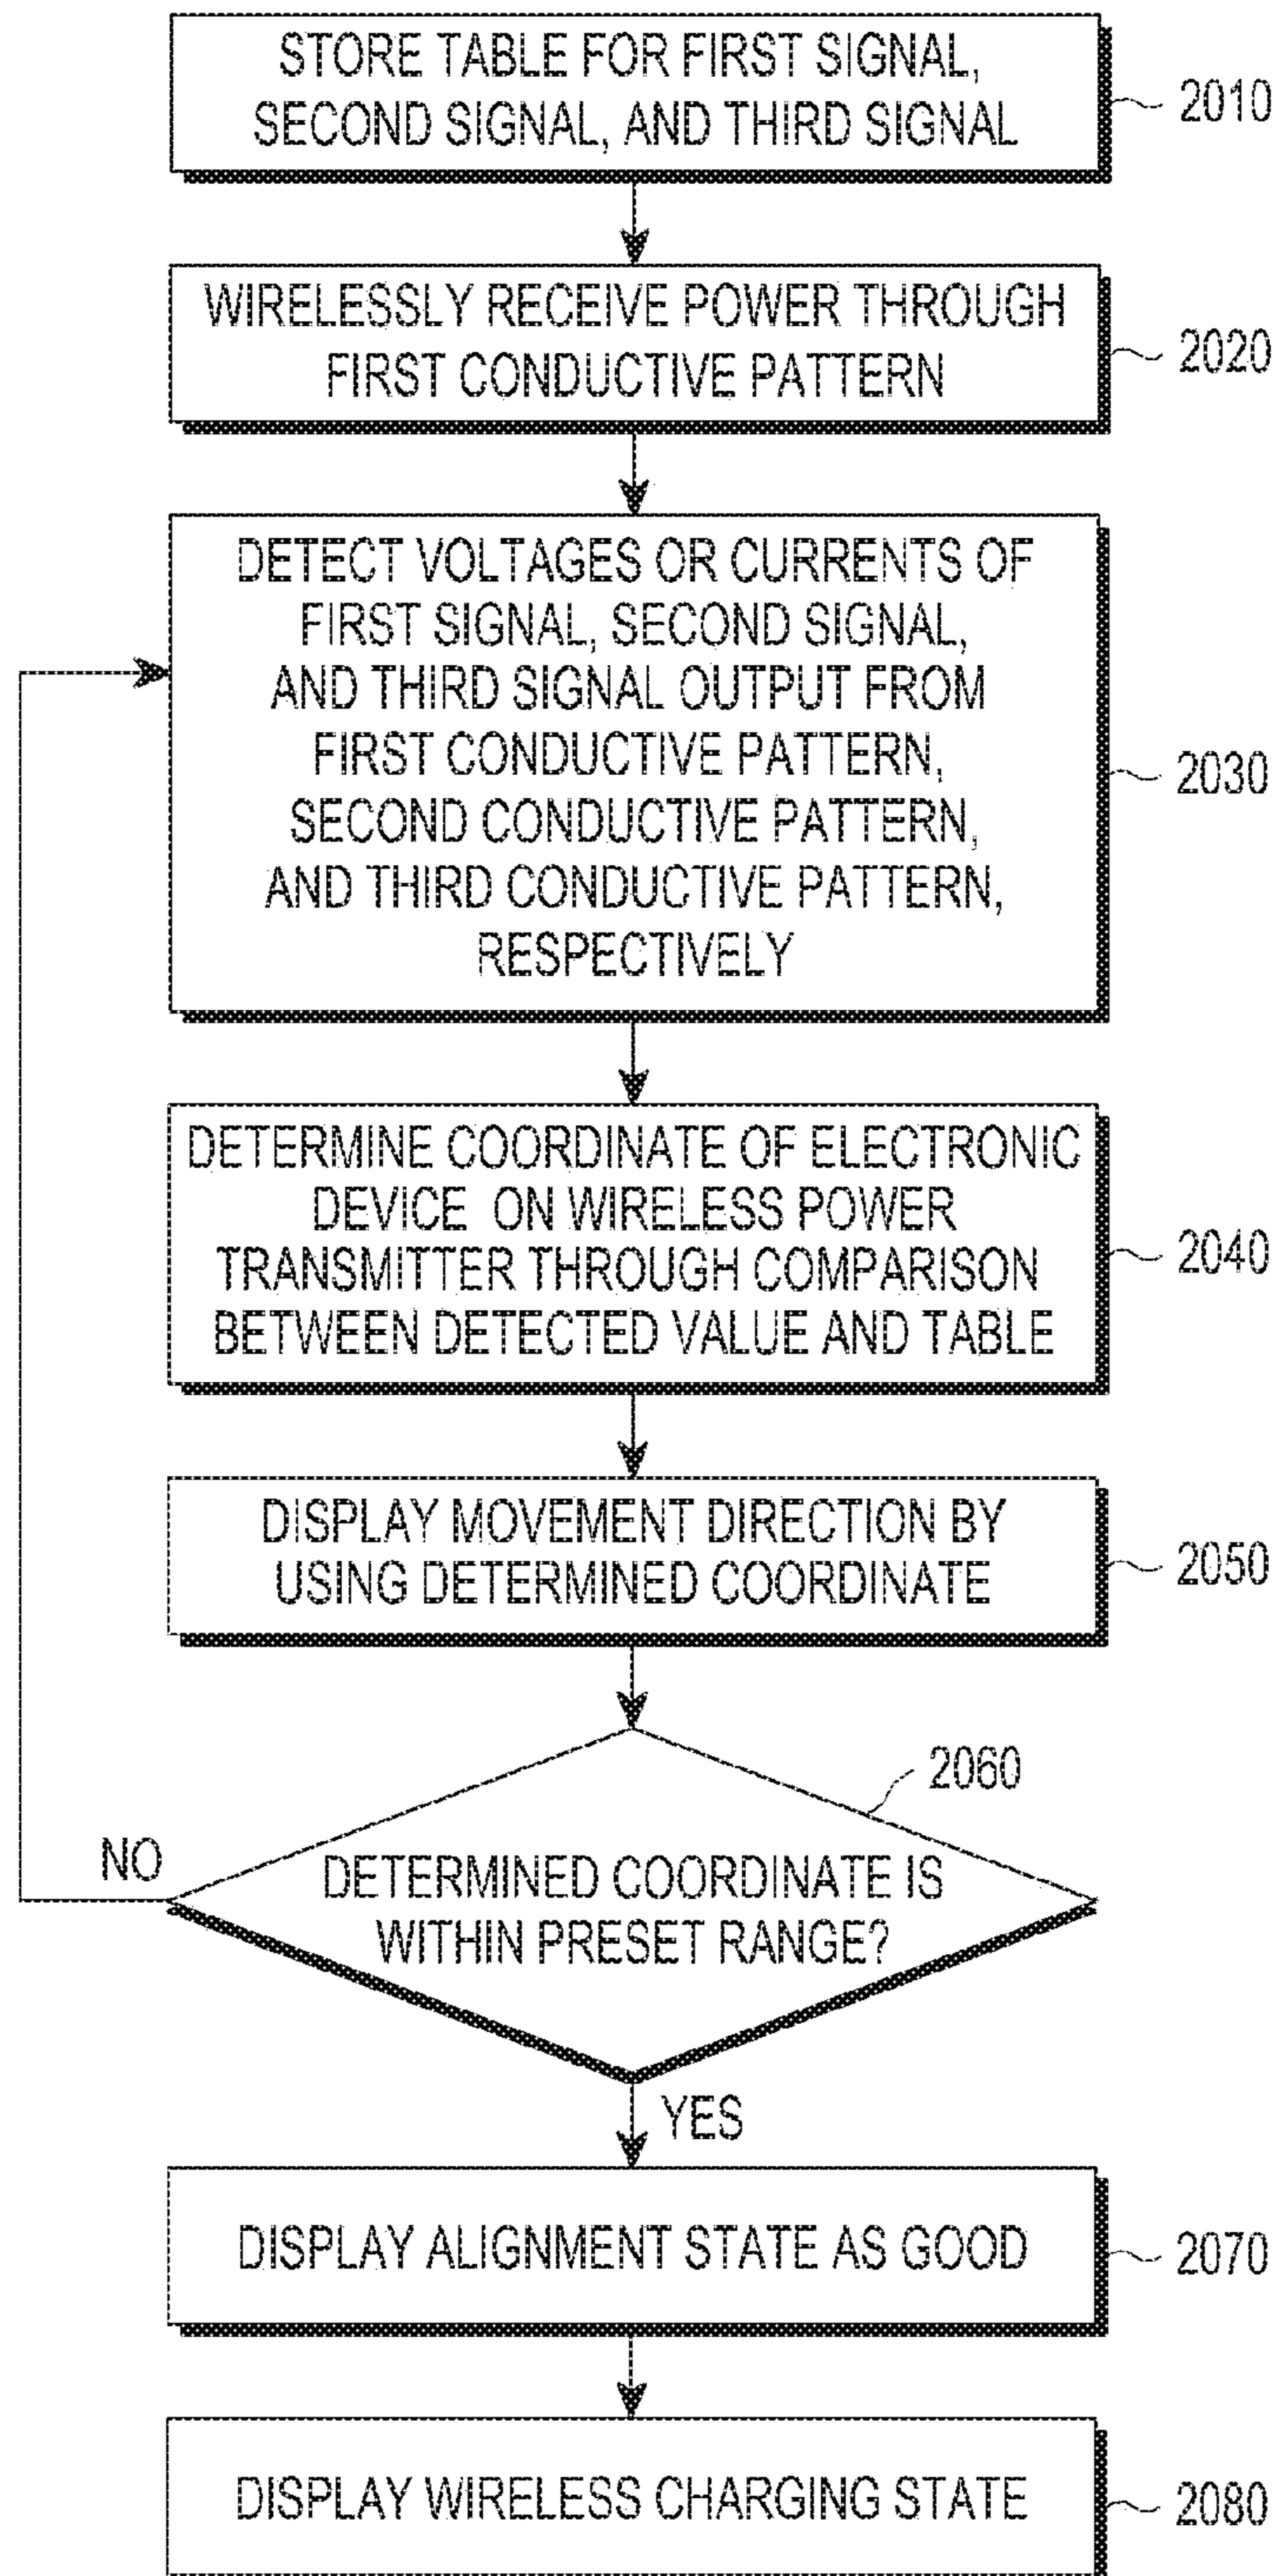 STORE TABLE FOR FIRST SIGNAL,
SECOND SIGNAL, AND THIRD SIGNAL
2010
WIRELESSLY RECEIVE POWER THROUGH
FIRST CONDUCTIVE PATTERN
2020
DETECT VOLTAGES OR CURRENTS OF
FIRST SIGNAL, SECOND SIGNAL,
AND THIRD SIGNAL OUTPUT FROM
FIRST CONDUCTIVE PATTERN,
SECOND CONDUCTIVE PATTERN,
AND THIRD CONDUCTIVE PATTERN,
RESPECTIVELY
2030
DETERMINE COORDINATE OF ELECTRONIC
DEVICE ON WIRELESS POWER
TRANSMITTER THROUGH COMPARISON
BETWEEN DETECTED VALUE AND TABLE
2040
DISPLAY MOVEMENT DIRECTION BY
USING DETERMINED COORDINATE
2050
2060
NO
DETERMINED COORDINATE IS
WITHIN PRESET RANGE?
YES
DISPLAY ALIGNMENT STATE AS GOOD
2070
DISPLAY WIRELESS CHARGING STATE
2080